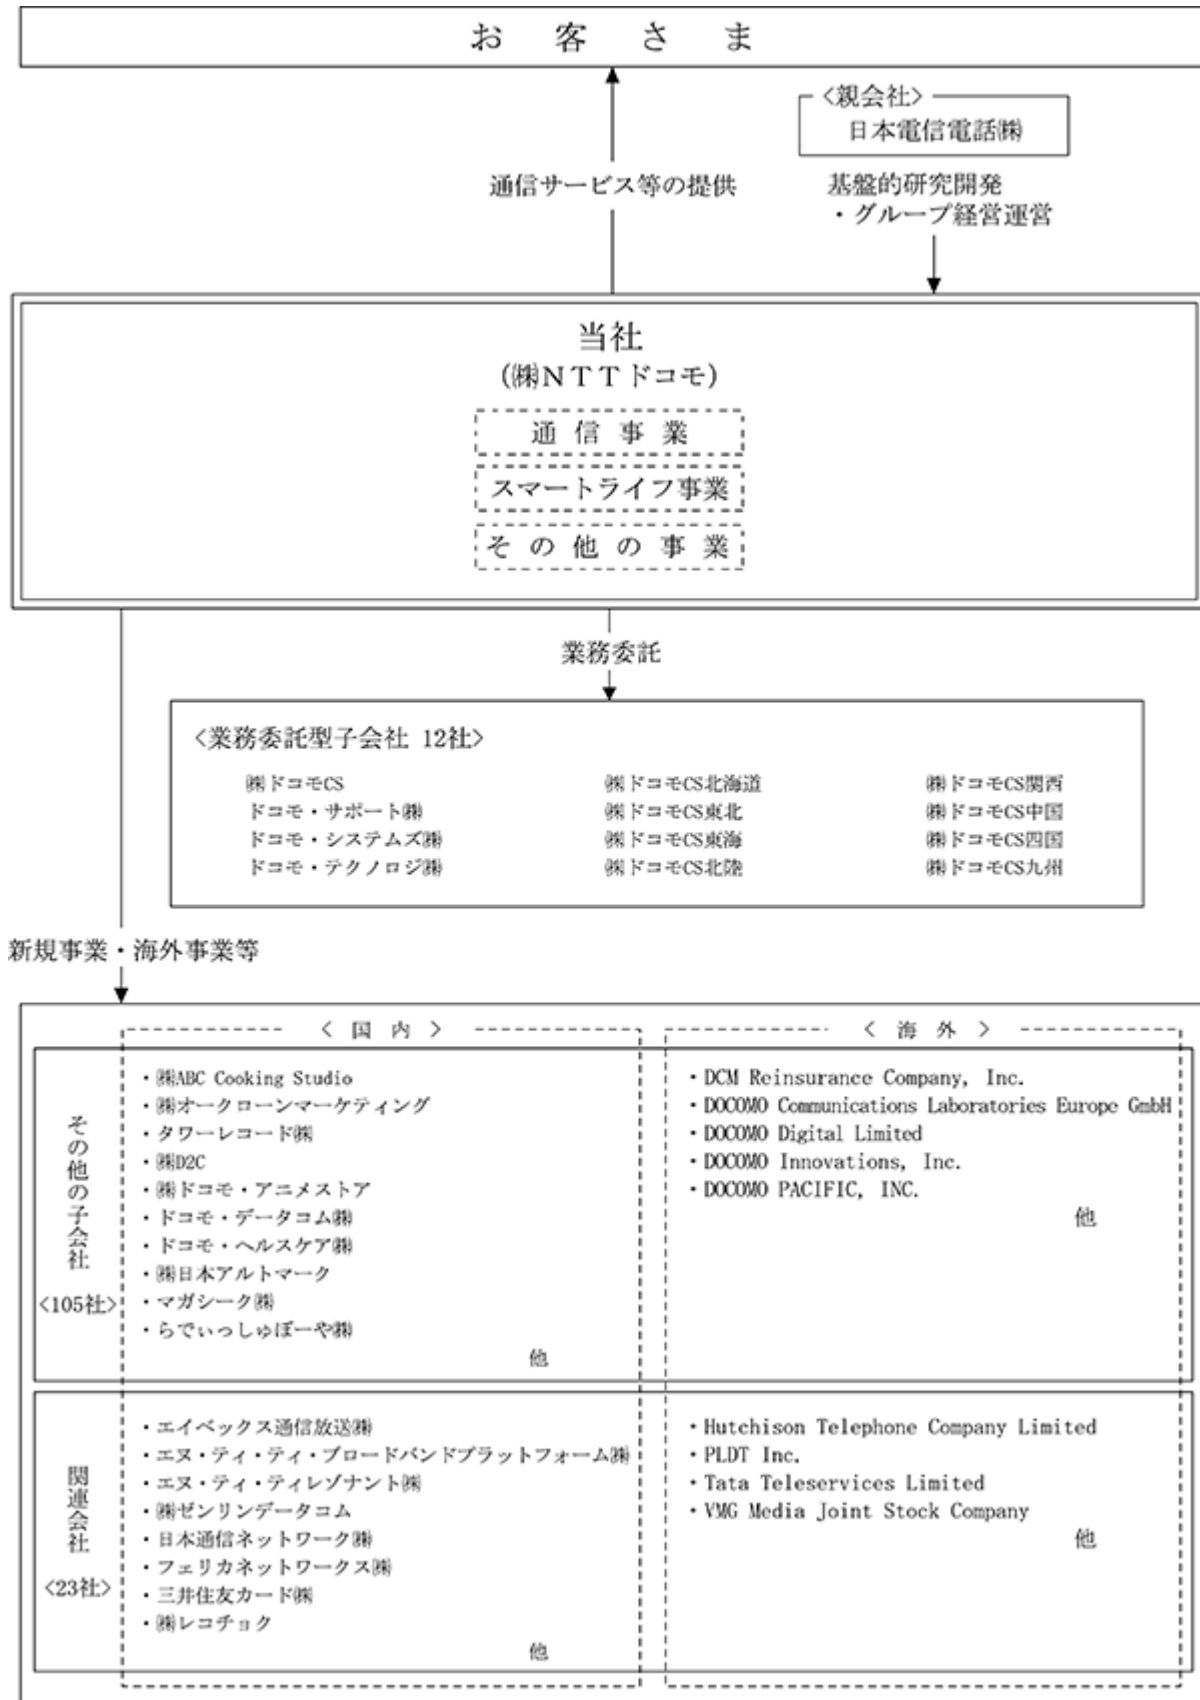 お客さま
<親会社>
日本電信電話㈱
通信サービス等の提供
基盤的研究開発
・グループ経営運営
当社
(㈱NTTドコモ)
通信事業
スマートライフ事業
その他の事業
業務委託
<業務委託型子会社 12社>
㈱ドコモCS
ドコモ・サポート㈱
ドコモ・システムズ㈱
ドコモ・テクノロジ㈱
㈱ドコモCS北海道
㈱ドコモCS東北
㈱ドコモCS東海
㈱ドコモCS北陸
㈱ドコモCS関西
㈱ドコモCS中国
㈱ドコモCS四国
㈱ドコモCS九州
新規事業・海外事業等
<国内>
<海外>
その他の子会社
<105社>
・㈱ABC Cooking Studio
・㈱オークローンマーケティング
・タワーレコード㈱
・㈱D2C
・㈱ドコモ・アニメストア
・ドコモ・データコム㈱
・ドコモ・ヘルスケア㈱
・㈱日本アルトマーク
・マガシーク㈱
・らでぃっしゅぼーや㈱
他
・DCM Reinsurance Company, Inc.
・DOCOMO Communications Laboratories Europe GmbH
・DOCOMO Digital Limited
・DOCOMO Innovations, Inc.
・DOCOMO PACIFIC, INC.
他
関連会社
<23社>
・エイベックス通信放送㈱
・エヌ・ティ・ティ・ブロードバンドプラットフォーム㈱
・エヌ・ティ・ティレゾナント㈱
・㈱ゼンリンデータコム
・日本通信ネットワーク㈱
・フェリカネットワークス㈱
・三井住友カード㈱
・㈱レコチョク
他
・Hutchison Telephone Company Limited
・PLDT Inc.
・Tata Teleservices Limited
・VMG Media Joint Stock Company
他